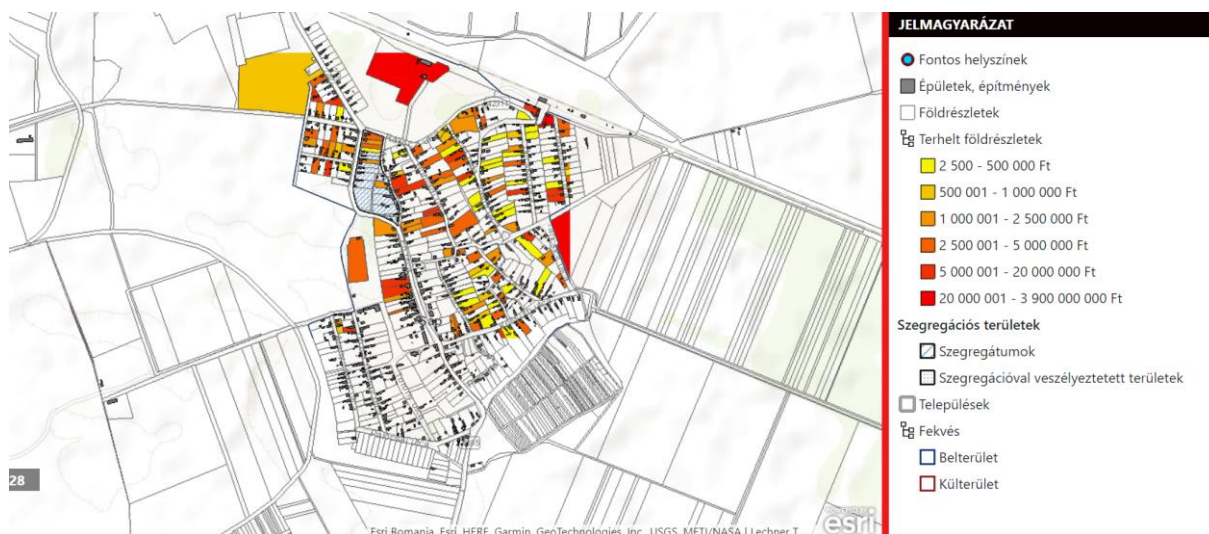 JELMAGYARÁZAT
Fontos helyszínek
Épületek, építmények
Földrészletek
Terhelt földrészletek
2 500 - 500 000 Ft
500 001 - 1 000 000 Ft
1 000 001 - 2 500 000 Ft
2 500 001 - 5 000 000 Ft
5 000 001 - 20 000 000 Ft
20 000 001 - 3 900 000 000 Ft
Szegregációs területek
Szegregátumok
Szegregációval veszélyeztetett területek
Települések
Fekvés
Belterület
Külterület
28
Esri Romania, Esri, HERE, Garmin, GeoTechnologies, Inc., USGS, METI/NASA | Lechner T...
esri